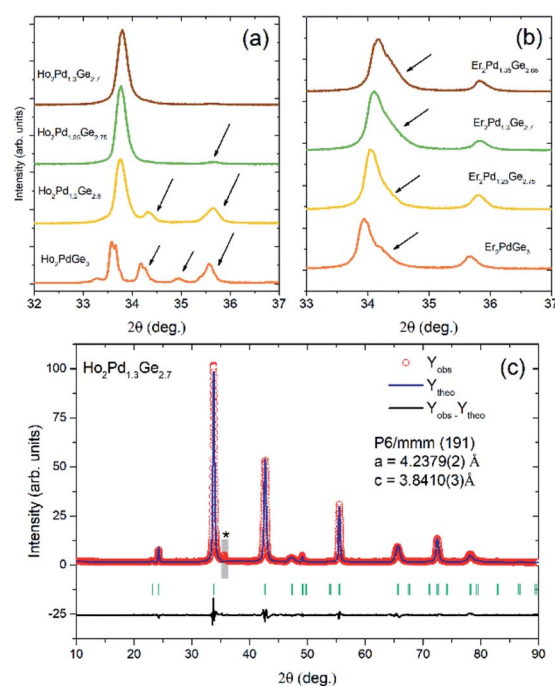 (a)
Ho2Pd1.3Ge2.7
Ho2Pd1.25Ge2.75
Ho2Pd1.2Ge2.8
Ho2PdGe3
Intensity (arb. units)
32 33 34 35 36 37
2θ (deg.)
(b)
Er2Pd1.35Ge2.65
Er2Pd1.3Ge2.7
Er2Pd1.25Ge2.75
Er2PdGe3
33 34 35 36 37
2θ (deg.)
Ho2Pd1.3Ge2.7
(c)
Yobs
Ytheo
Yobs - Ytheo
P6/mmm (191)
a = 4.2379(2) Å
c = 3.8410(3)Å
*
Intensity (arb. units)
100
75
50
25
0
-25
10 20 30 40 50 60 70 80 90
2θ (deg.)